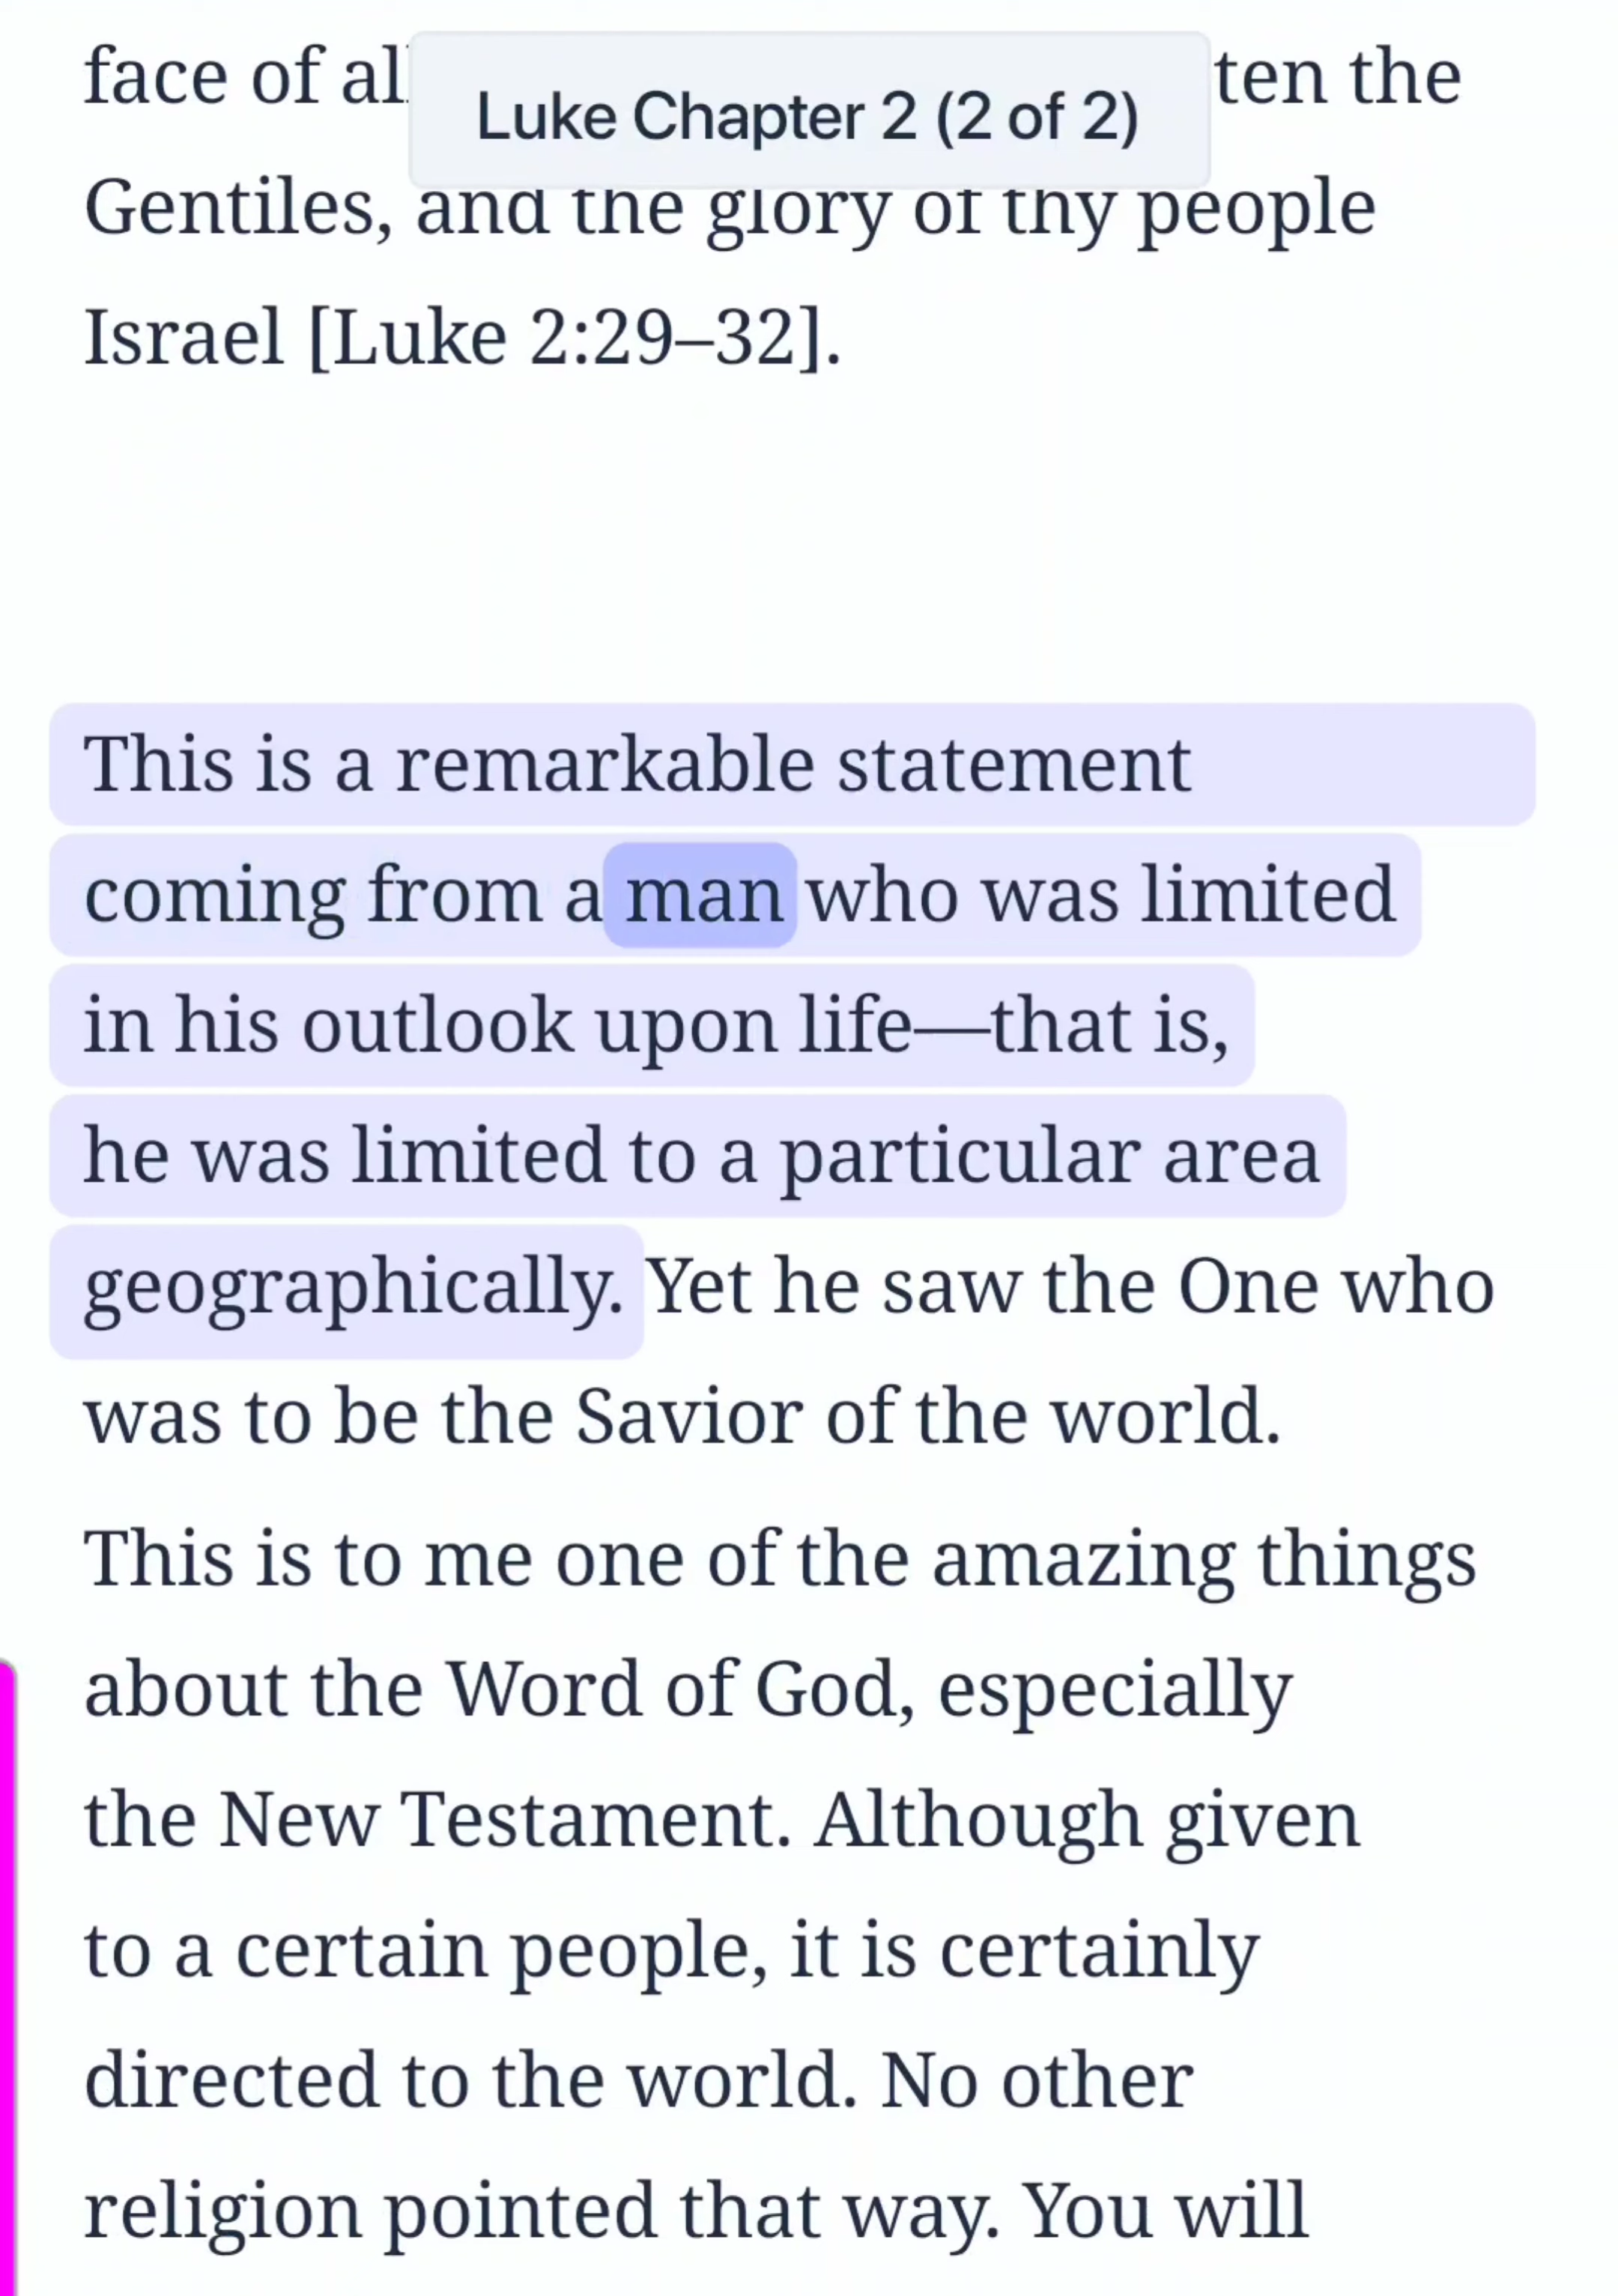 face of all
ten the
Luke Chapter 2 (2 of 2)
Gentiles, and the glory of thy people
Israel [Luke 2:29–32].
This is a remarkable statement
coming from a man who was limited
in his outlook upon life—that is,
he was limited to a particular area
geographically. Yet he saw the One who
was to be the Savior of the world.
This is to me one of the amazing things
about the Word of God, especially
the New Testament. Although given
to a certain people, it is certainly
directed to the world. No other
religion pointed that way. You will